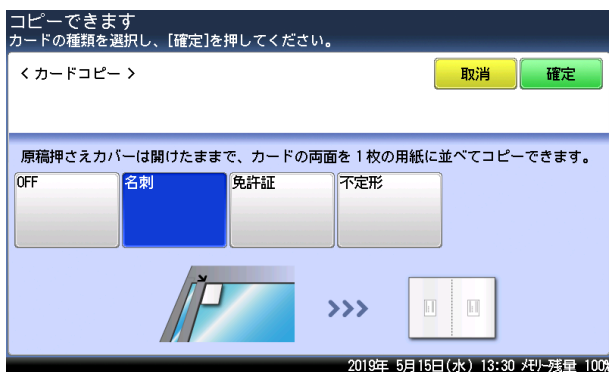 コピーできます
カードの種類を選択し、[確定]を押してください。
<カードコピー>
取消
確定
原稿押さえカバーは開けたままで、カードの両面を1枚の用紙に並べてコピーできます。
OFF
名刺
免許証
不定形
>>>
2019年 5月15日(水) 13:30 メモリー残量 100%